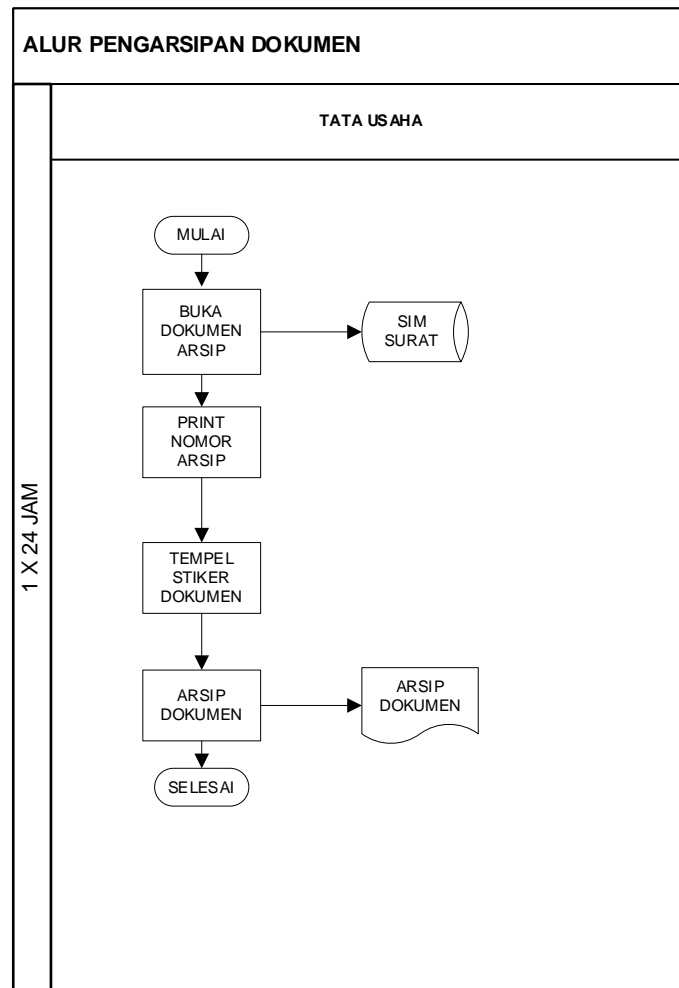 ALUR PENGARSIPAN DOKUMEN
TATA USAHA
1 X 24 JAM
MULAI
BUKA
DOKUMEN
ARSIP
SIM
SURAT
PRINT
NOMOR
ARSIP
TEMPEL
STIKER
DOKUMEN
ARSIP
DOKUMEN
ARSIP
DOKUMEN
SELESAI